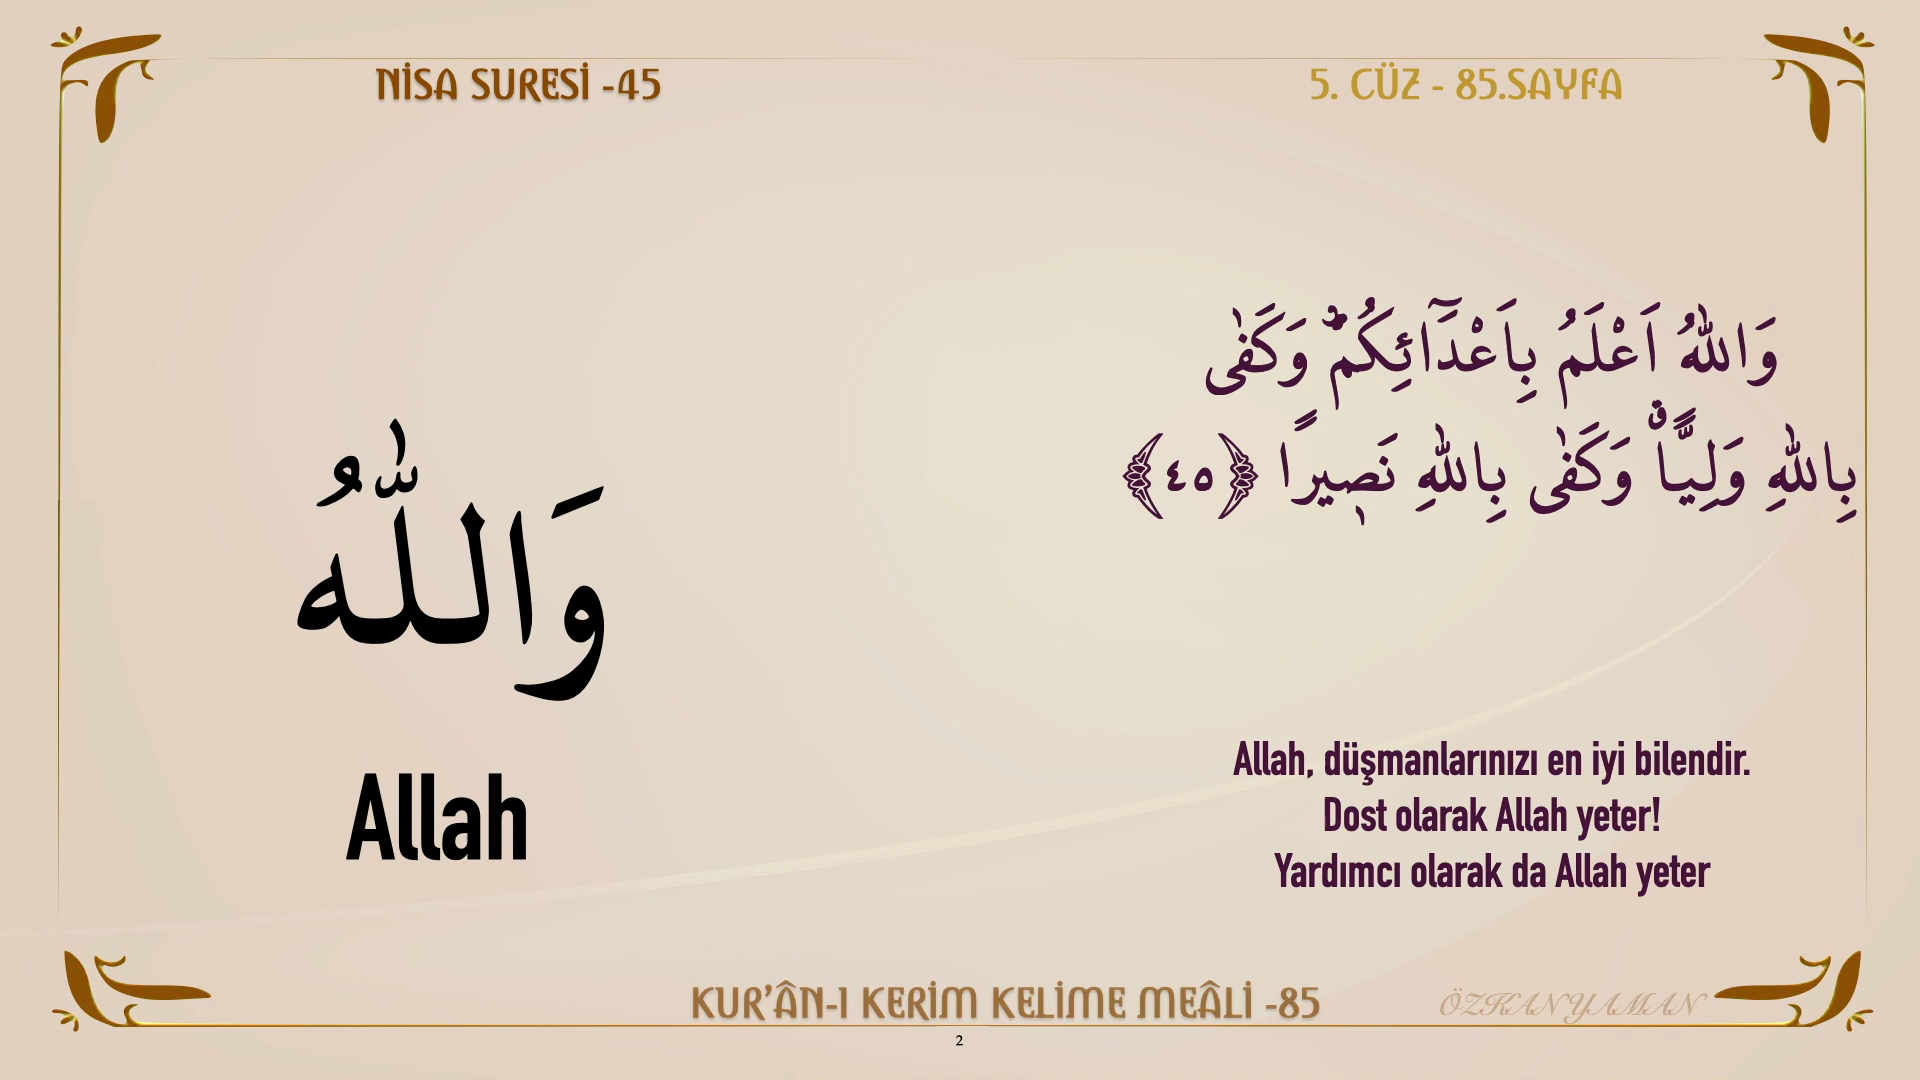 NİSA SURESİ -45
5. CÜZ - 85.SAYFA
وَاللّٰهُ اَعْلَمُ بِاَعْدَٓائِكُمْۜ وَكَفٰى
بِاللّٰهِ وَلِيًّاۗ وَكَفٰى بِاللّٰهِ نَص۪يرًا ﴿٤٥﴾
وَاللّٰهُ
Allah
Allah, düşmanlarınızı en iyi bilendir.
Dost olarak Allah yeter!
Yardımcı olarak da Allah yeter
KUR’ÂN-I KERİM KELİME MEÂLİ -85
ÖZKAN YAMAN
2